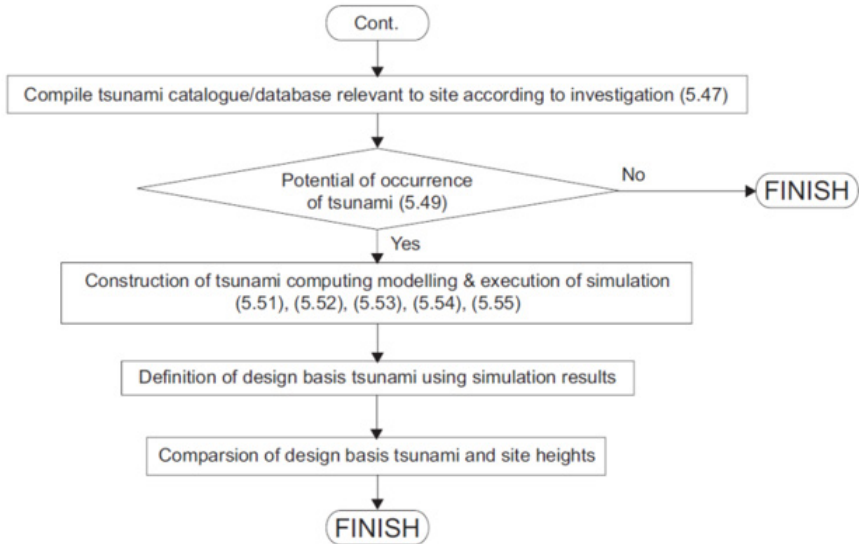 Cont.
Compile tsunami catalogue/database relevant to site according to investigation (5.47)
Potential of occurrence
of tsunami (5.49)
No
FINISH
Yes
Construction of tsunami computing modelling & execution of simulation
(5.51), (5.52), (5.53), (5.54), (5.55)
Definition of design basis tsunami using simulation results
Comparsion of design basis tsunami and site heights
FINISH